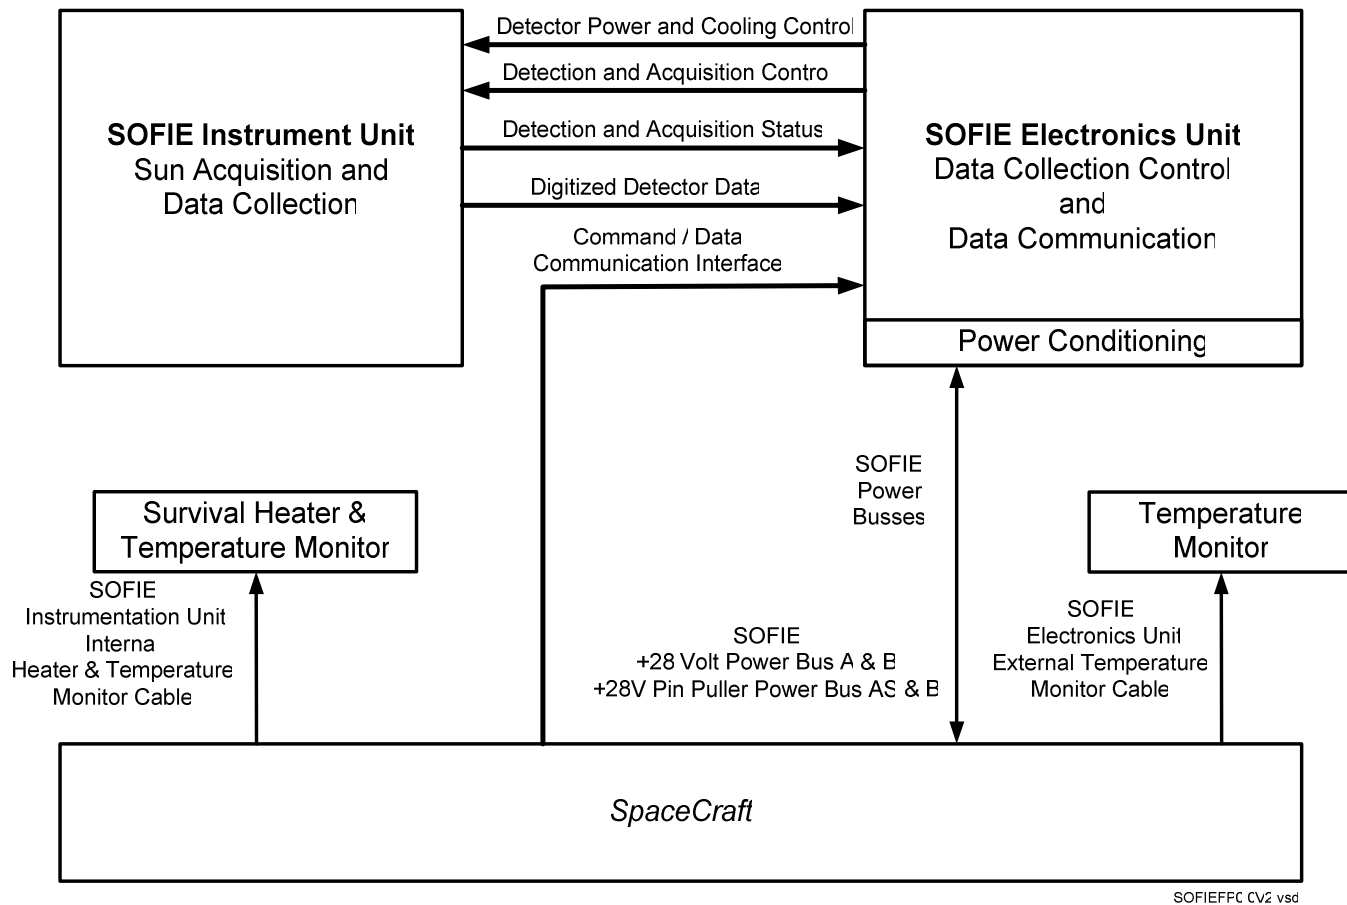 Detector Power and Cooling Control
Detection and Acquisition Contro
SOFIE Instrument Unit
Sun Acquisition and
Data Collection
Detection and Acquisition Status
Digitized Detector Data
Command / Data
Communication Interface
SOFIE Electronics Unit
Data Collection Control
and
Data Communication
Power Conditioning
SOFIE
Power
Busses
Survival Heater &
Temperature Monitor
Temperature
Monitor
SOFIE
Instrumentation Unit
Interna
Heater & Temperature
Monitor Cable
SOFIE
+28 Volt Power Bus A & B
+28V Pin Puller Power Bus AS & B
SOFIE
Electronics Unit
External Temperature
Monitor Cable
SpaceCraft